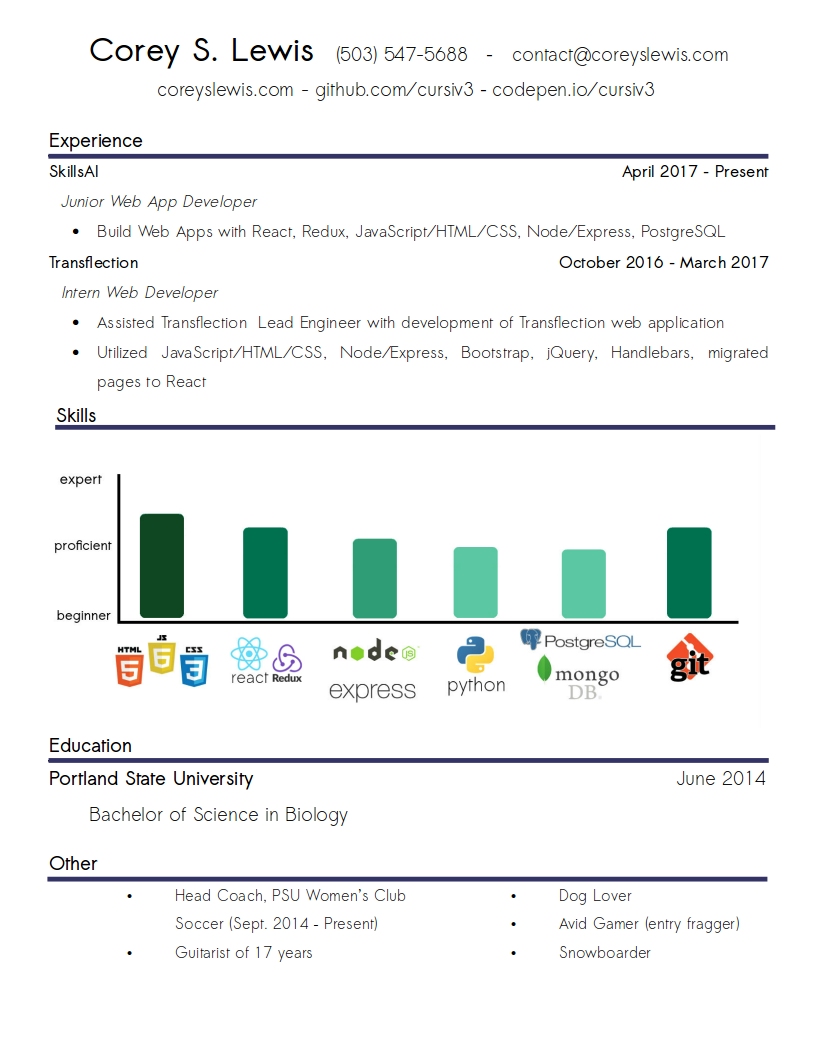 Corey S. Lewis (503) 547-5688 - contact@coreyslewis.com
coreyslewis.com - github.com/cursiv3 - codepen.io/cursiv3
Experience
SkillsAI April 2017 - Present
Junior Web App Developer
• Build Web Apps with React, Redux, JavaScript/HTML/CSS, Node/Express, PostgreSQL
Transflection October 2016 - March 2017
Intern Web Developer
• Assisted Transflection Lead Engineer with development of Transflection web application
• Utilized JavaScript/HTML/CSS, Node/Express, Bootstrap, jQuery, Handlebars, migrated
pages to React
Skills
expert
proficient
beginner
HTML 5 JS 5 CSS 3
react Redux
node JS
express
python
PostgreSQL
mongo
DB.
git
Education
Portland State University June 2014
Bachelor of Science in Biology
Other
• Head Coach, PSU Women's Club
Soccer (Sept. 2014 - Present)
• Guitarist of 17 years
• Dog Lover
• Avid Gamer (entry fragger)
• Snowboarder